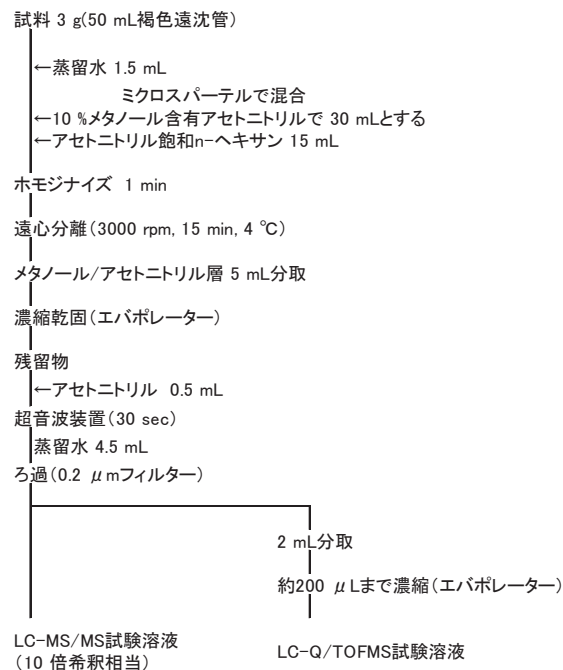 試料 3 g(50 mL褐色遠沈管)
←蒸留水 1.5 mL
ミクロスパーテルで混合
←10 %メタノール含有アセトニトリルで 30 mLとする
←アセトニトリル飽和n-ヘキサン 15 mL
ホモジナイズ 1 min
遠心分離(3000 rpm, 15 min, 4 ℃)
メタノール/アセトニトリル層 5 mL分取
濃縮乾固(エバポレーター)
残留物
←アセトニトリル 0.5 mL
超音波装置(30 sec)
蒸留水 4.5 mL
ろ過(0.2 μmフィルター)
2 mL分取
約200 μLまで濃縮(エバポレーター)
LC-MS/MS試験溶液
(10 倍希釈相当)
LC-Q/TOFMS試験溶液